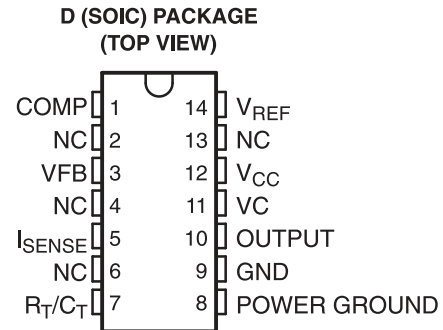 D (SOIC) PACKAGE
(TOP VIEW)
COMP 1 14 VREF
NC 2 13 NC
VFB 3 12 VCC
NC 4 11 VC
ISENSE 5 10 OUTPUT
NC 6 9 GND
RT/CT 7 8 POWER GROUND